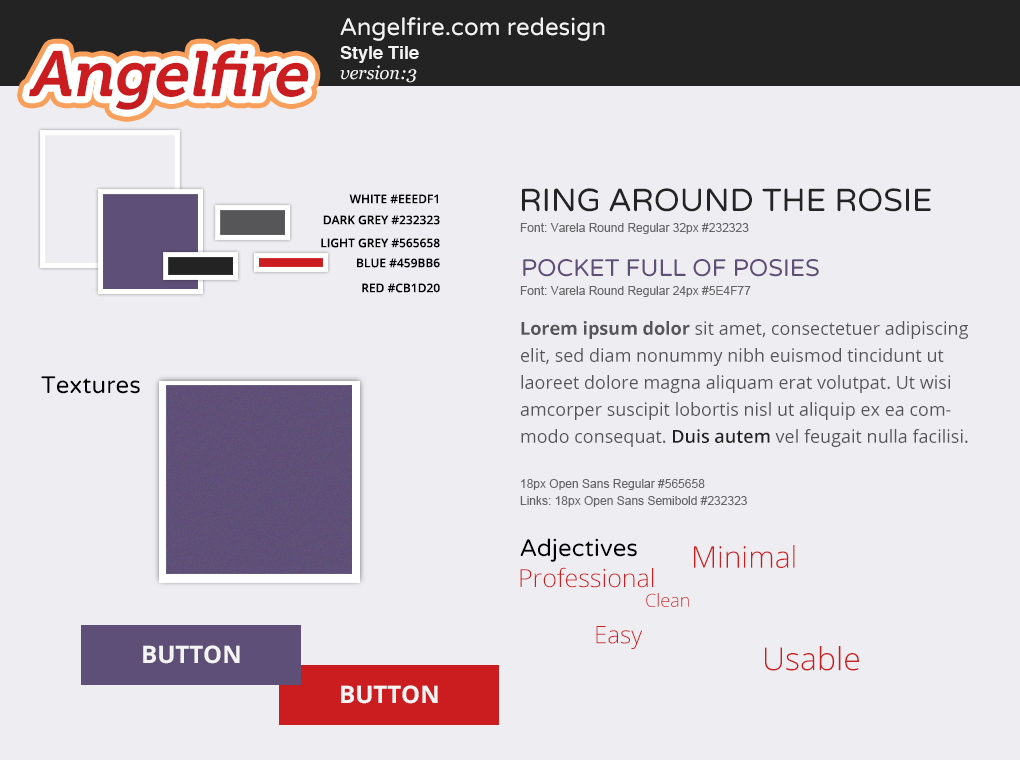 Angelfire.com redesign
Style Tile
version:3
Angelfire
WHITE #EEEDF1
DARK GREY #232323
LIGHT GREY #565658
BLUE #459BB6
RED #CB1D20
Textures
BUTTON
BUTTON
RING AROUND THE ROSIE
Font: Varela Round Regular 32px #232323
POCKET FULL OF POSIES
Font: Varela Round Regular 24px #5E4F77
Lorem ipsum dolor sit amet, consectetuer adipiscing
elit, sed diam nonummy nibh euismod tincidunt ut
laoreet dolore magna aliquam erat volutpat. Ut wisi
amcorper suscipit lobortis nisl ut aliquip ex ea com-
modo consequat. Duis autem vel feugait nulla facilisi.
18px Open Sans Regular #565658
Links: 18px Open Sans Semibold #232323
Adjectives
Minimal
Professional
Clean
Easy
Usable